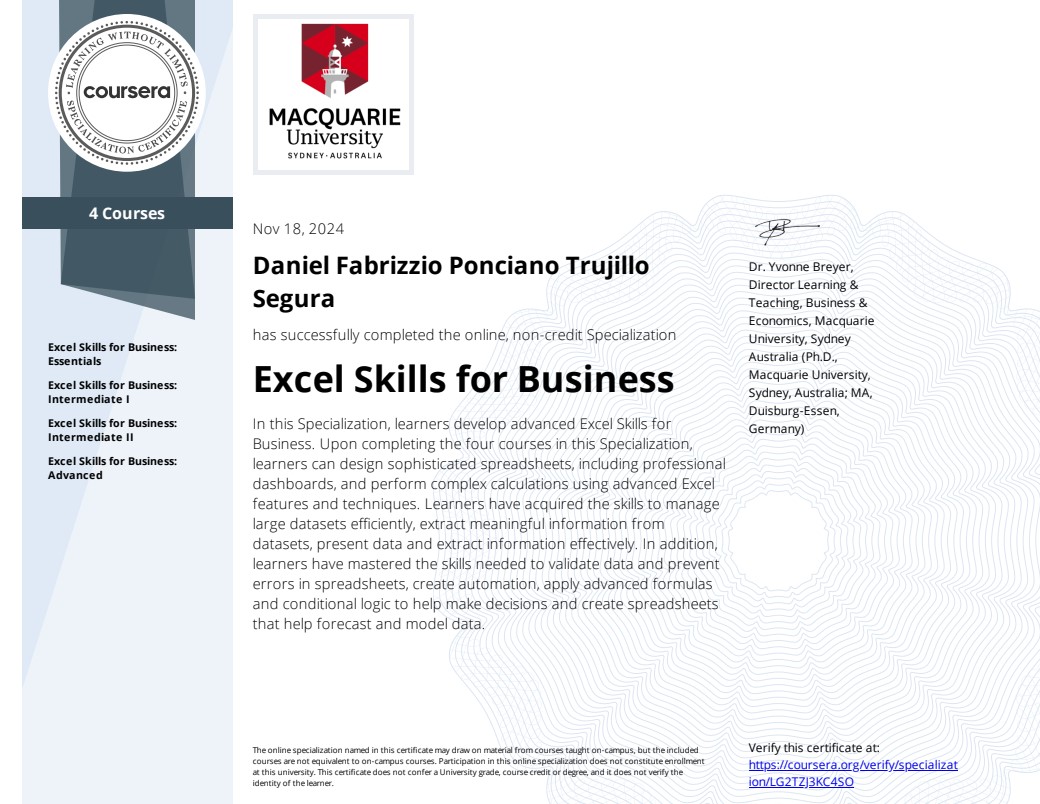 LEARNING WITHOUT LIMITS
coursera
SPECIALIZATION CERTIFICATE
MACQUARIE
University
SYDNEY·AUSTRALIA
4 Courses
Excel Skills for Business:
Essentials
Excel Skills for Business:
Intermediate I
Excel Skills for Business:
Intermediate II
Excel Skills for Business:
Advanced
Nov 18, 2024
Daniel Fabrizzio Ponciano Trujillo
Segura
has successfully completed the online, non-credit Specialization
Excel Skills for Business
In this Specialization, learners develop advanced Excel Skills for
Business. Upon completing the four courses in this Specialization,
learners can design sophisticated spreadsheets, including professional
dashboards, and perform complex calculations using advanced Excel
features and techniques. Learners have acquired the skills to manage
large datasets efficiently, extract meaningful information from
datasets, present data and extract information effectively. In addition,
learners have mastered the skills needed to validate data and prevent
errors in spreadsheets, create automation, apply advanced formulas
and conditional logic to help make decisions and create spreadsheets
that help forecast and model data.
Dr. Yvonne Breyer,
Director Learning &
Teaching, Business &
Economics, Macquarie
University, Sydney
Australia (Ph.D.,
Macquarie University,
Sydney, Australia; MA,
Duisburg-Essen,
Germany)
The online specialization named in this certificate may draw on material from courses taught on-campus, but the included
courses are not equivalent to on-campus courses. Participation in this online specialization does not constitute enrollment
at this university. This certificate does not confer a University grade, course credit or degree, and it does not verify the
identity of the learner.
Verify this certificate at:
https://coursera.org/verify/specializat
ion/LG2TZJ3KC4SO